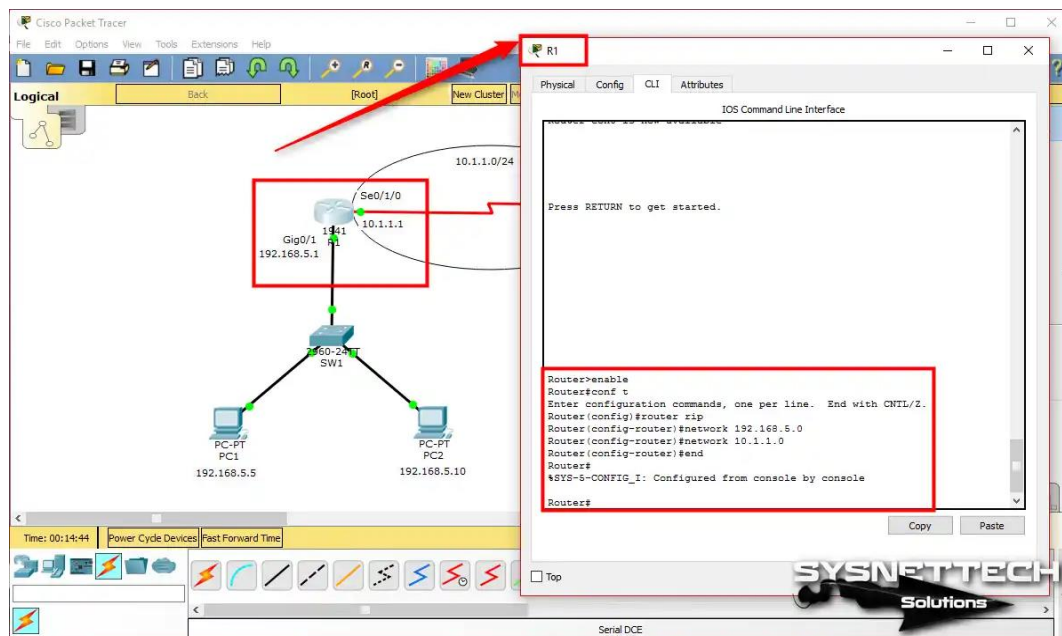 Cisco Packet Tracer
File Edit Options View Tools Extensions Help
Logical
Back
[Root]
New Cluster
10.1.1.0/24
Se0/1/0
10.1.1.1
1941
R1
Gig0/1
192.168.5.1
2960-24TT
SW1
PC-PT
PC1
192.168.5.5
PC-PT
PC2
192.168.5.10
Time: 00:14:44
Power Cycle Devices
Fast Forward Time
Serial DCE
R1
Physical Config CLI Attributes
IOS Command Line Interface
Press RETURN to get started.
Router>enable
Router#conf t
Enter configuration commands, one per line. End with CNTL/Z.
Router(config)#router rip
Router(config-router)#network 192.168.5.0
Router(config-router)#network 10.1.1.0
Router(config-router)#end
Router#
%SYS-5-CONFIG_I: Configured from console by console
Router#
Copy
Paste
Top
SYSNETTECH
Solutions